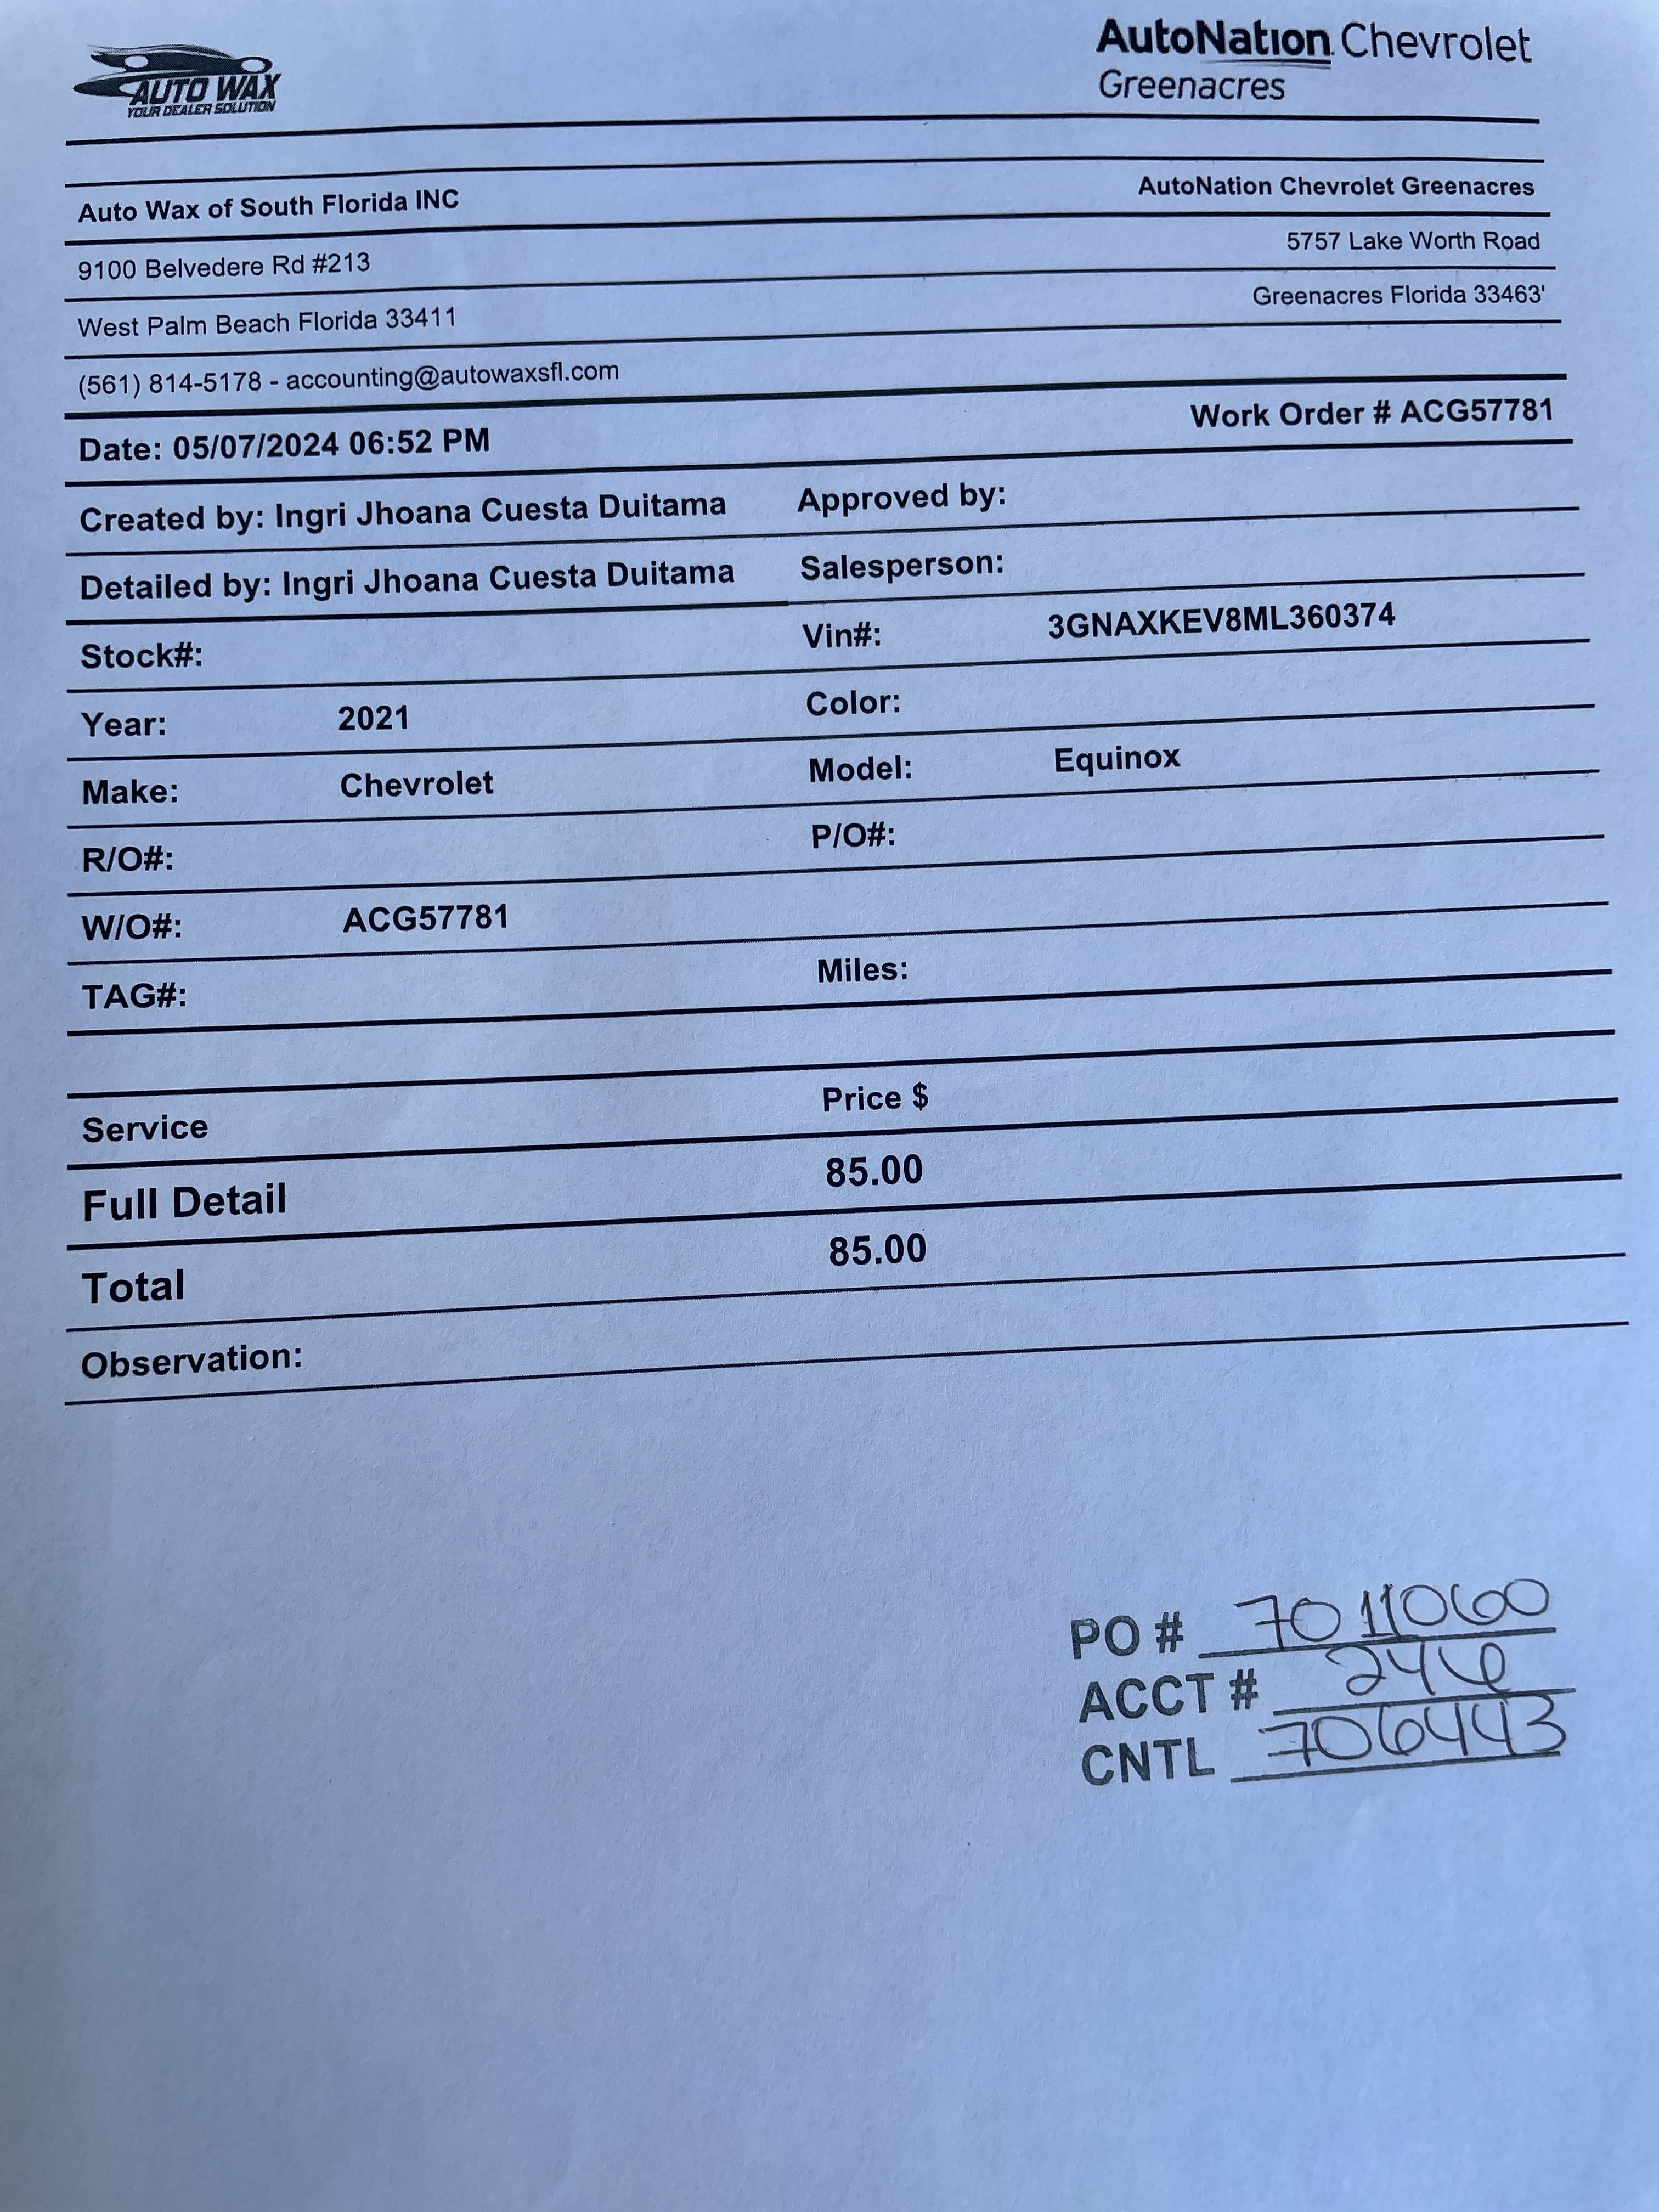 AUTO WAX
YOUR DEALER SOLUTION
AutoNation Chevrolet
Greenacres
Auto Wax of South Florida INC
AutoNation Chevrolet Greenacres
9100 Belvedere Rd #213
5757 Lake Worth Road
West Palm Beach Florida 33411
Greenacres Florida 33463'
(561) 814-5178 - accounting@autowaxsfl.com
Date: 05/07/2024 06:52 PM
Work Order # ACG57781
Created by: Ingri Jhoana Cuesta Duitama
Approved by:
Detailed by: Ingri Jhoana Cuesta Duitama
Salesperson:
Stock#:
Vin#: 3GNAXKEV8ML360374
Year: 2021
Color:
Make: Chevrolet
Model: Equinox
R/O#:
P/O#:
W/O#: ACG57781
TAG#:
Miles:
Service Price $
Full Detail 85.00
Total 85.00
Observation:
PO # 7011060
ACCT # 246
CNTL 706443